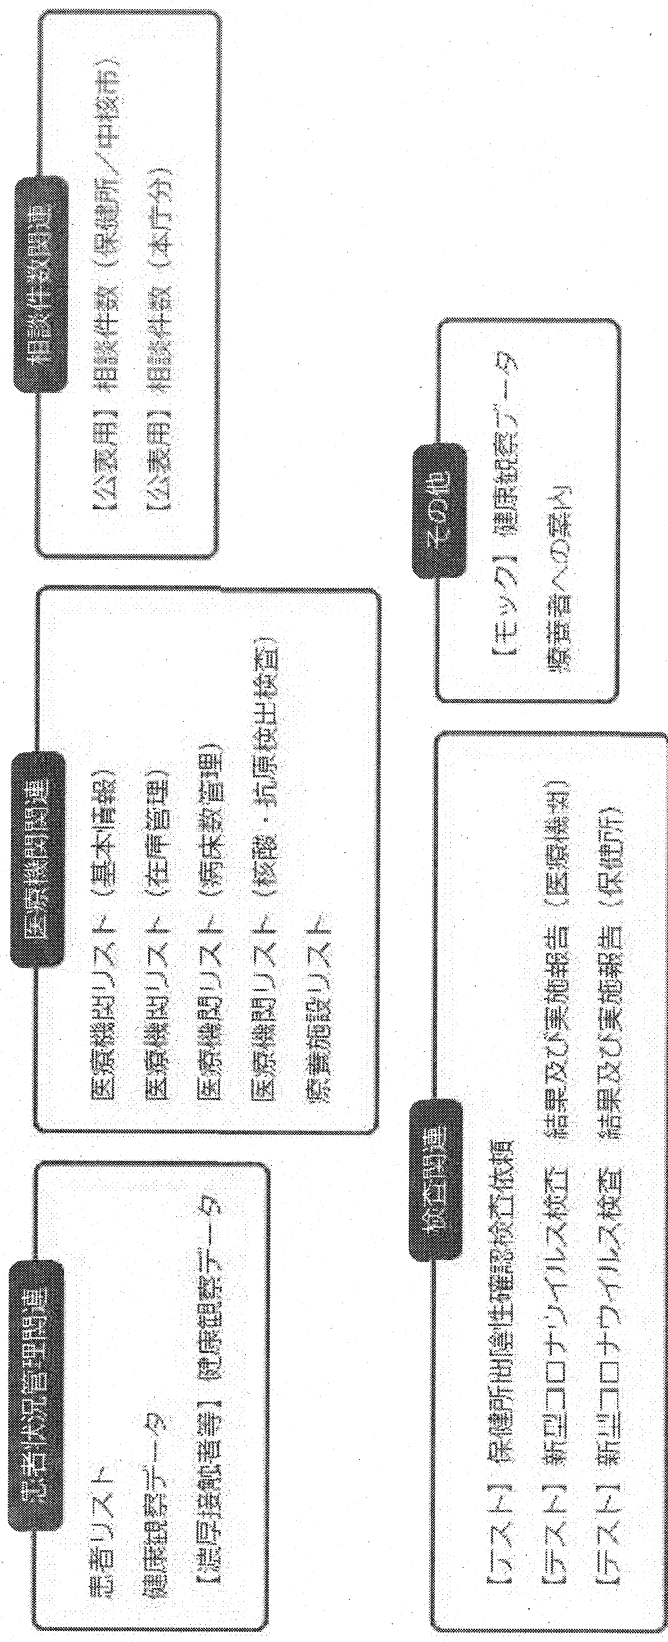 患者状況管理関連
患者リスト
健康観察データ
【濃厚接触者等】健康観察データ
医療機関関連
医療機関リスト（基本情報）
医療機関リスト（在庫管理）
医療機関リスト（病床数管理）
医療機関リスト（核酸・抗原検出検査）
療養施設リスト
相談件数関連
【公表用】相談件数（保健所／中核市）
【公表用】相談件数（本庁分）
検査関連
【テスト】保健所宛陰性確認検査依頼
【テスト】新型コロナウイルス検査　結果及び実施報告（医療機関）
【テスト】新型コロナウィルス検査　結果及び実施報告（保健所）
その他
【モック】健康観察データ
療養者への案内